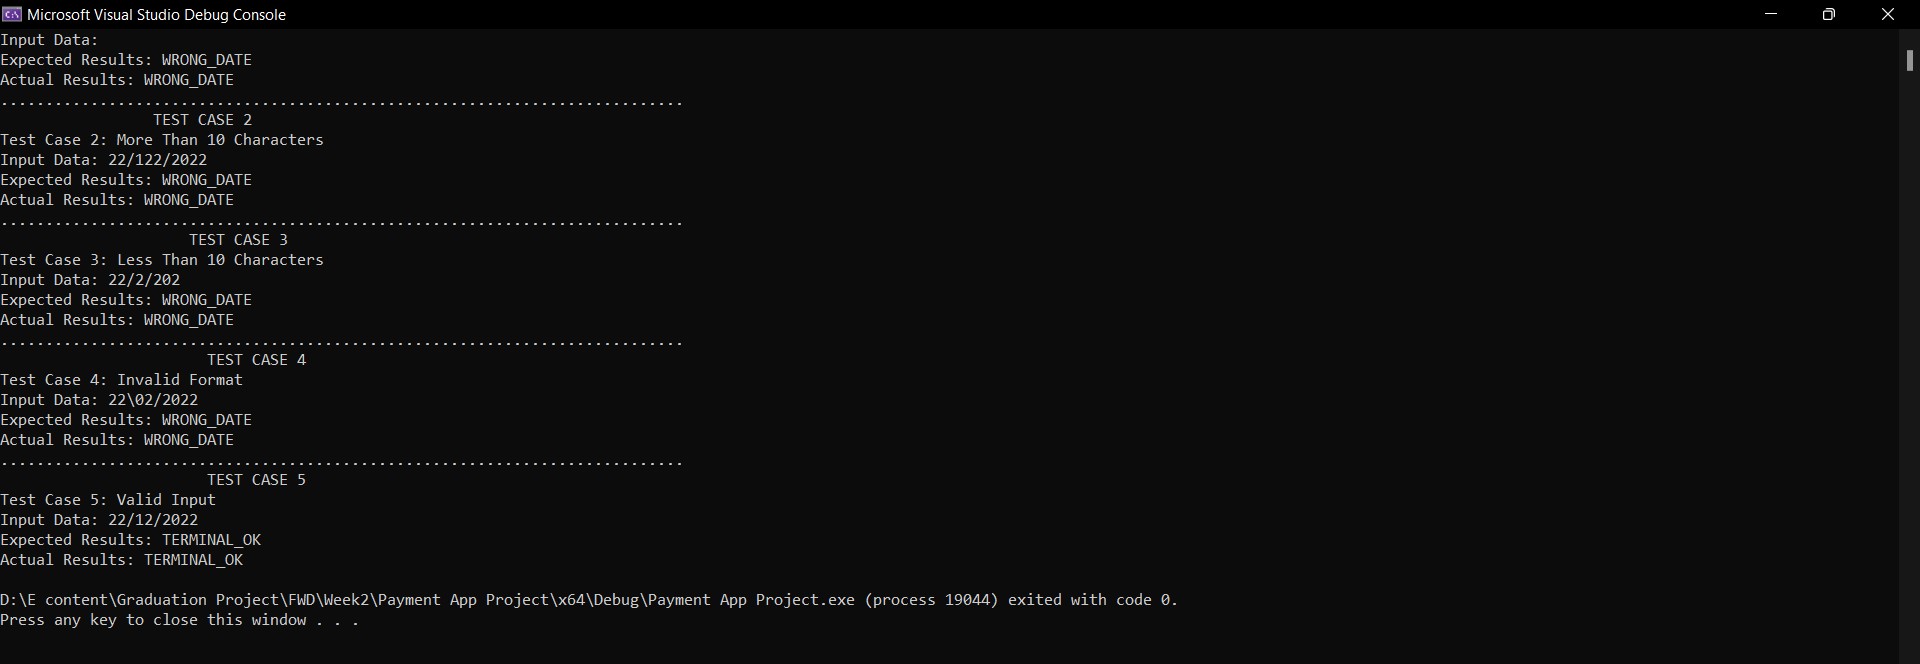 Microsoft Visual Studio Debug Console
Input Data:
Expected Results: WRONG_DATE
Actual Results: WRONG_DATE
............................................................................
TEST CASE 2
Test Case 2: More Than 10 Characters
Input Data: 22/122/2022
Expected Results: WRONG_DATE
Actual Results: WRONG_DATE
............................................................................
TEST CASE 3
Test Case 3: Less Than 10 Characters
Input Data: 22/2/202
Expected Results: WRONG_DATE
Actual Results: WRONG_DATE
............................................................................
TEST CASE 4
Test Case 4: Invalid Format
Input Data: 22\02/2022
Expected Results: WRONG_DATE
Actual Results: WRONG_DATE
............................................................................
TEST CASE 5
Test Case 5: Valid Input
Input Data: 22/12/2022
Expected Results: TERMINAL_OK
Actual Results: TERMINAL_OK
D:\E content\Graduation Project\FWD\Week2\Payment App Project\x64\Debug\Payment App Project.exe (process 19044) exited with code 0.
Press any key to close this window . . .